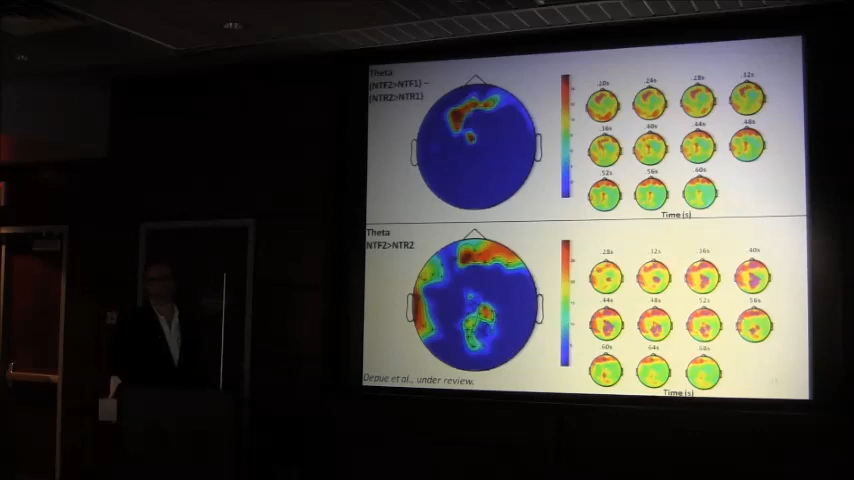 Theta
(NTF2>NTF1) –
(NTR2>NTR1)
.20s .24s .28s .32s
.36s .40s .44s .48s
.52s .56s .60s
Time (s)
Theta
NTF2>NTR2
.28s .32s .36s .40s
.44s .48s .52s .56s
.60s .64s .68s
Time (s)
Depue et al., under review.